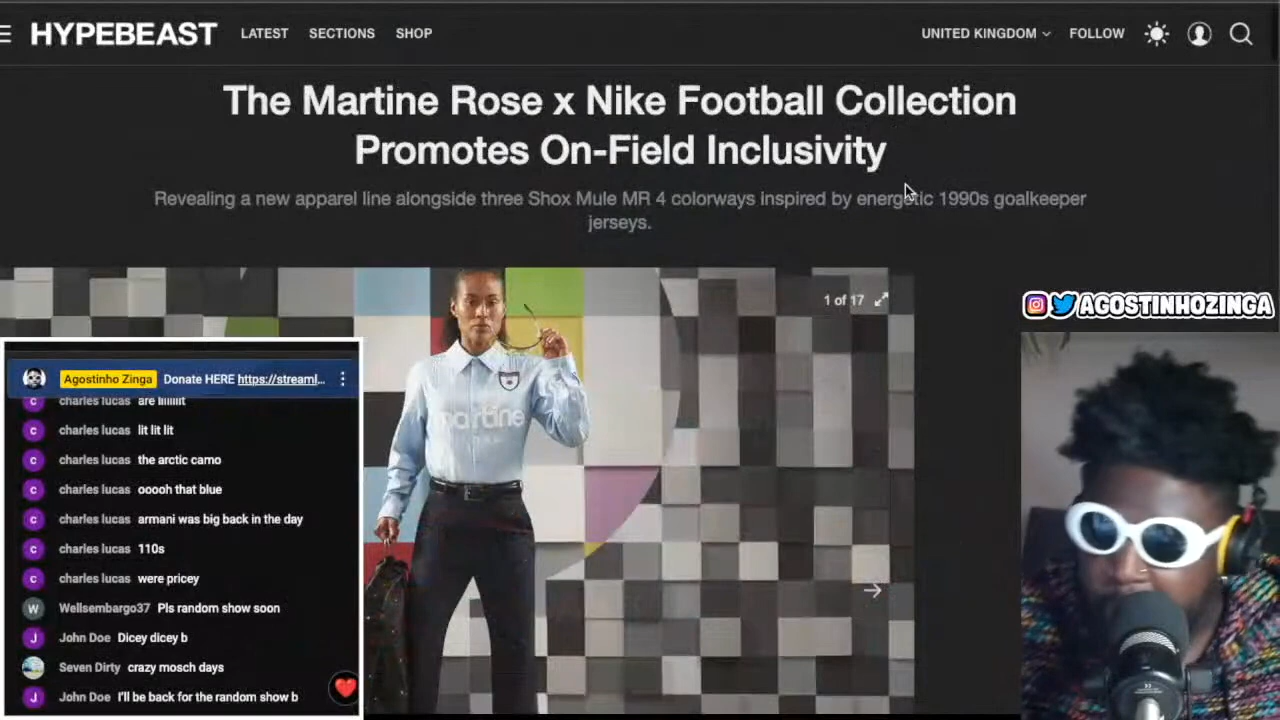 HYPEBEAST LATEST SECTIONS SHOP UNITED KINGDOM FOLLOW
The Martine Rose x Nike Football Collection
Promotes On-Field Inclusivity
Revealing a new apparel line alongside three Shox Mule MR 4 colorways inspired by energetic 1990s goalkeeper
jerseys.
1 of 17
martine
AGOSTINHOZINGA
Agostinho Zinga Donate HERE https://streaml...
c charles lucas are liiiiiit
c charles lucas lit lit lit
c charles lucas the arctic camo
c charles lucas ooooh that blue
c charles lucas armani was big back in the day
c charles lucas 110s
c charles lucas were pricey
W Wellsembargo37 Pls random show soon
J John Doe Dicey dicey b
Seven Dirty crazy mosch days
J John Doe I'll be back for the random show b